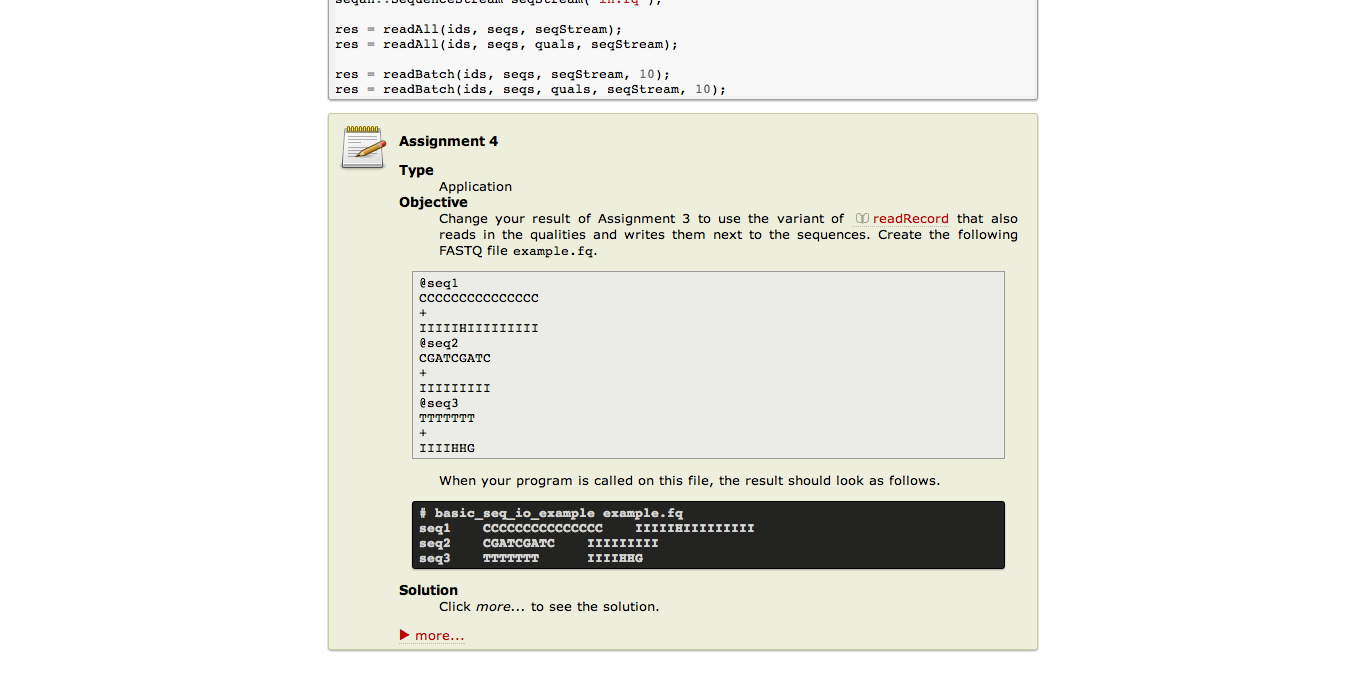 seqan::SequenceStream seqStream("in.fq");
res = readAll(ids, seqs, seqStream);
res = readAll(ids, seqs, quals, seqStream);
res = readBatch(ids, seqs, seqStream, 10);
res = readBatch(ids, seqs, quals, seqStream, 10);
Assignment 4
Type
Application
Objective
Change your result of Assignment 3 to use the variant of readRecord that also
reads in the qualities and writes them next to the sequences. Create the following
FASTQ file example.fq.
@seq1
CCCCCCCCCCCCCCC
+
IIIIIHIIIIIIIII
@seq2
CGATCGATC
+
IIIIIIIII
@seq3
TTTTTTT
+
IIIIHHG
When your program is called on this file, the result should look as follows.
# basic_seq_io_example example.fq
seq1    CCCCCCCCCCCCCCC    IIIIIHIIIIIIIII
seq2    CGATCGATC    IIIIIIIII
seq3    TTTTTTT      IIIIHHG
Solution
Click more... to see the solution.
more...